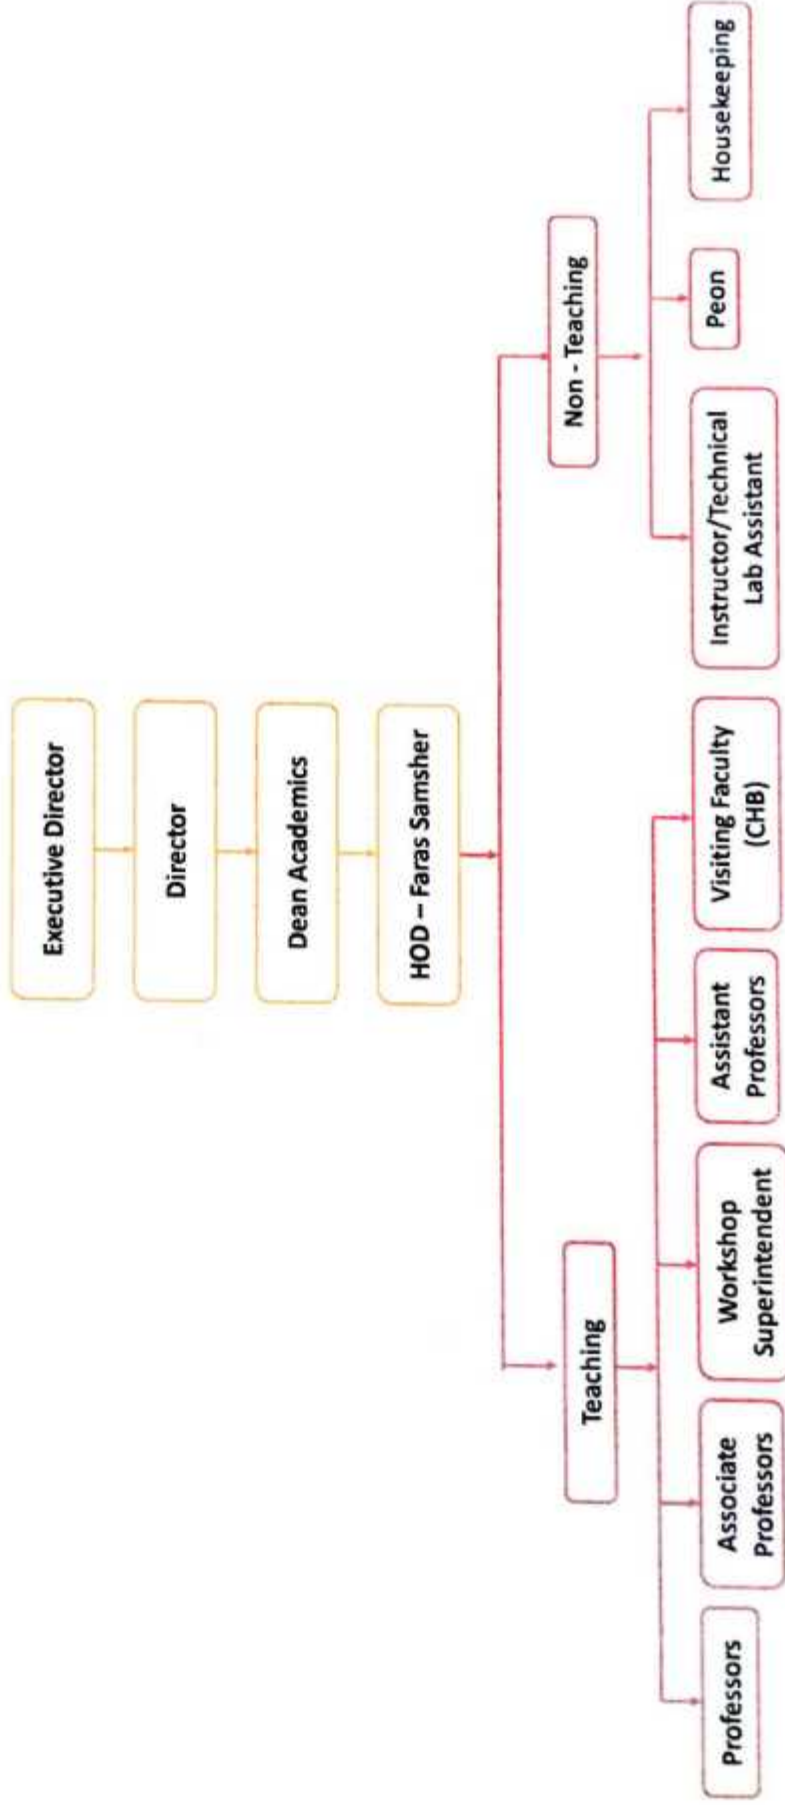 Executive Director
Director
Dean Academics
HOD – Faras Samsher
Teaching
Non - Teaching
Professors
Associate
Professors
Workshop
Superintendent
Assistant
Professors
Visiting Faculty
(CHB)
Instructor/Technical
Lab Assistant
Peon
Housekeeping